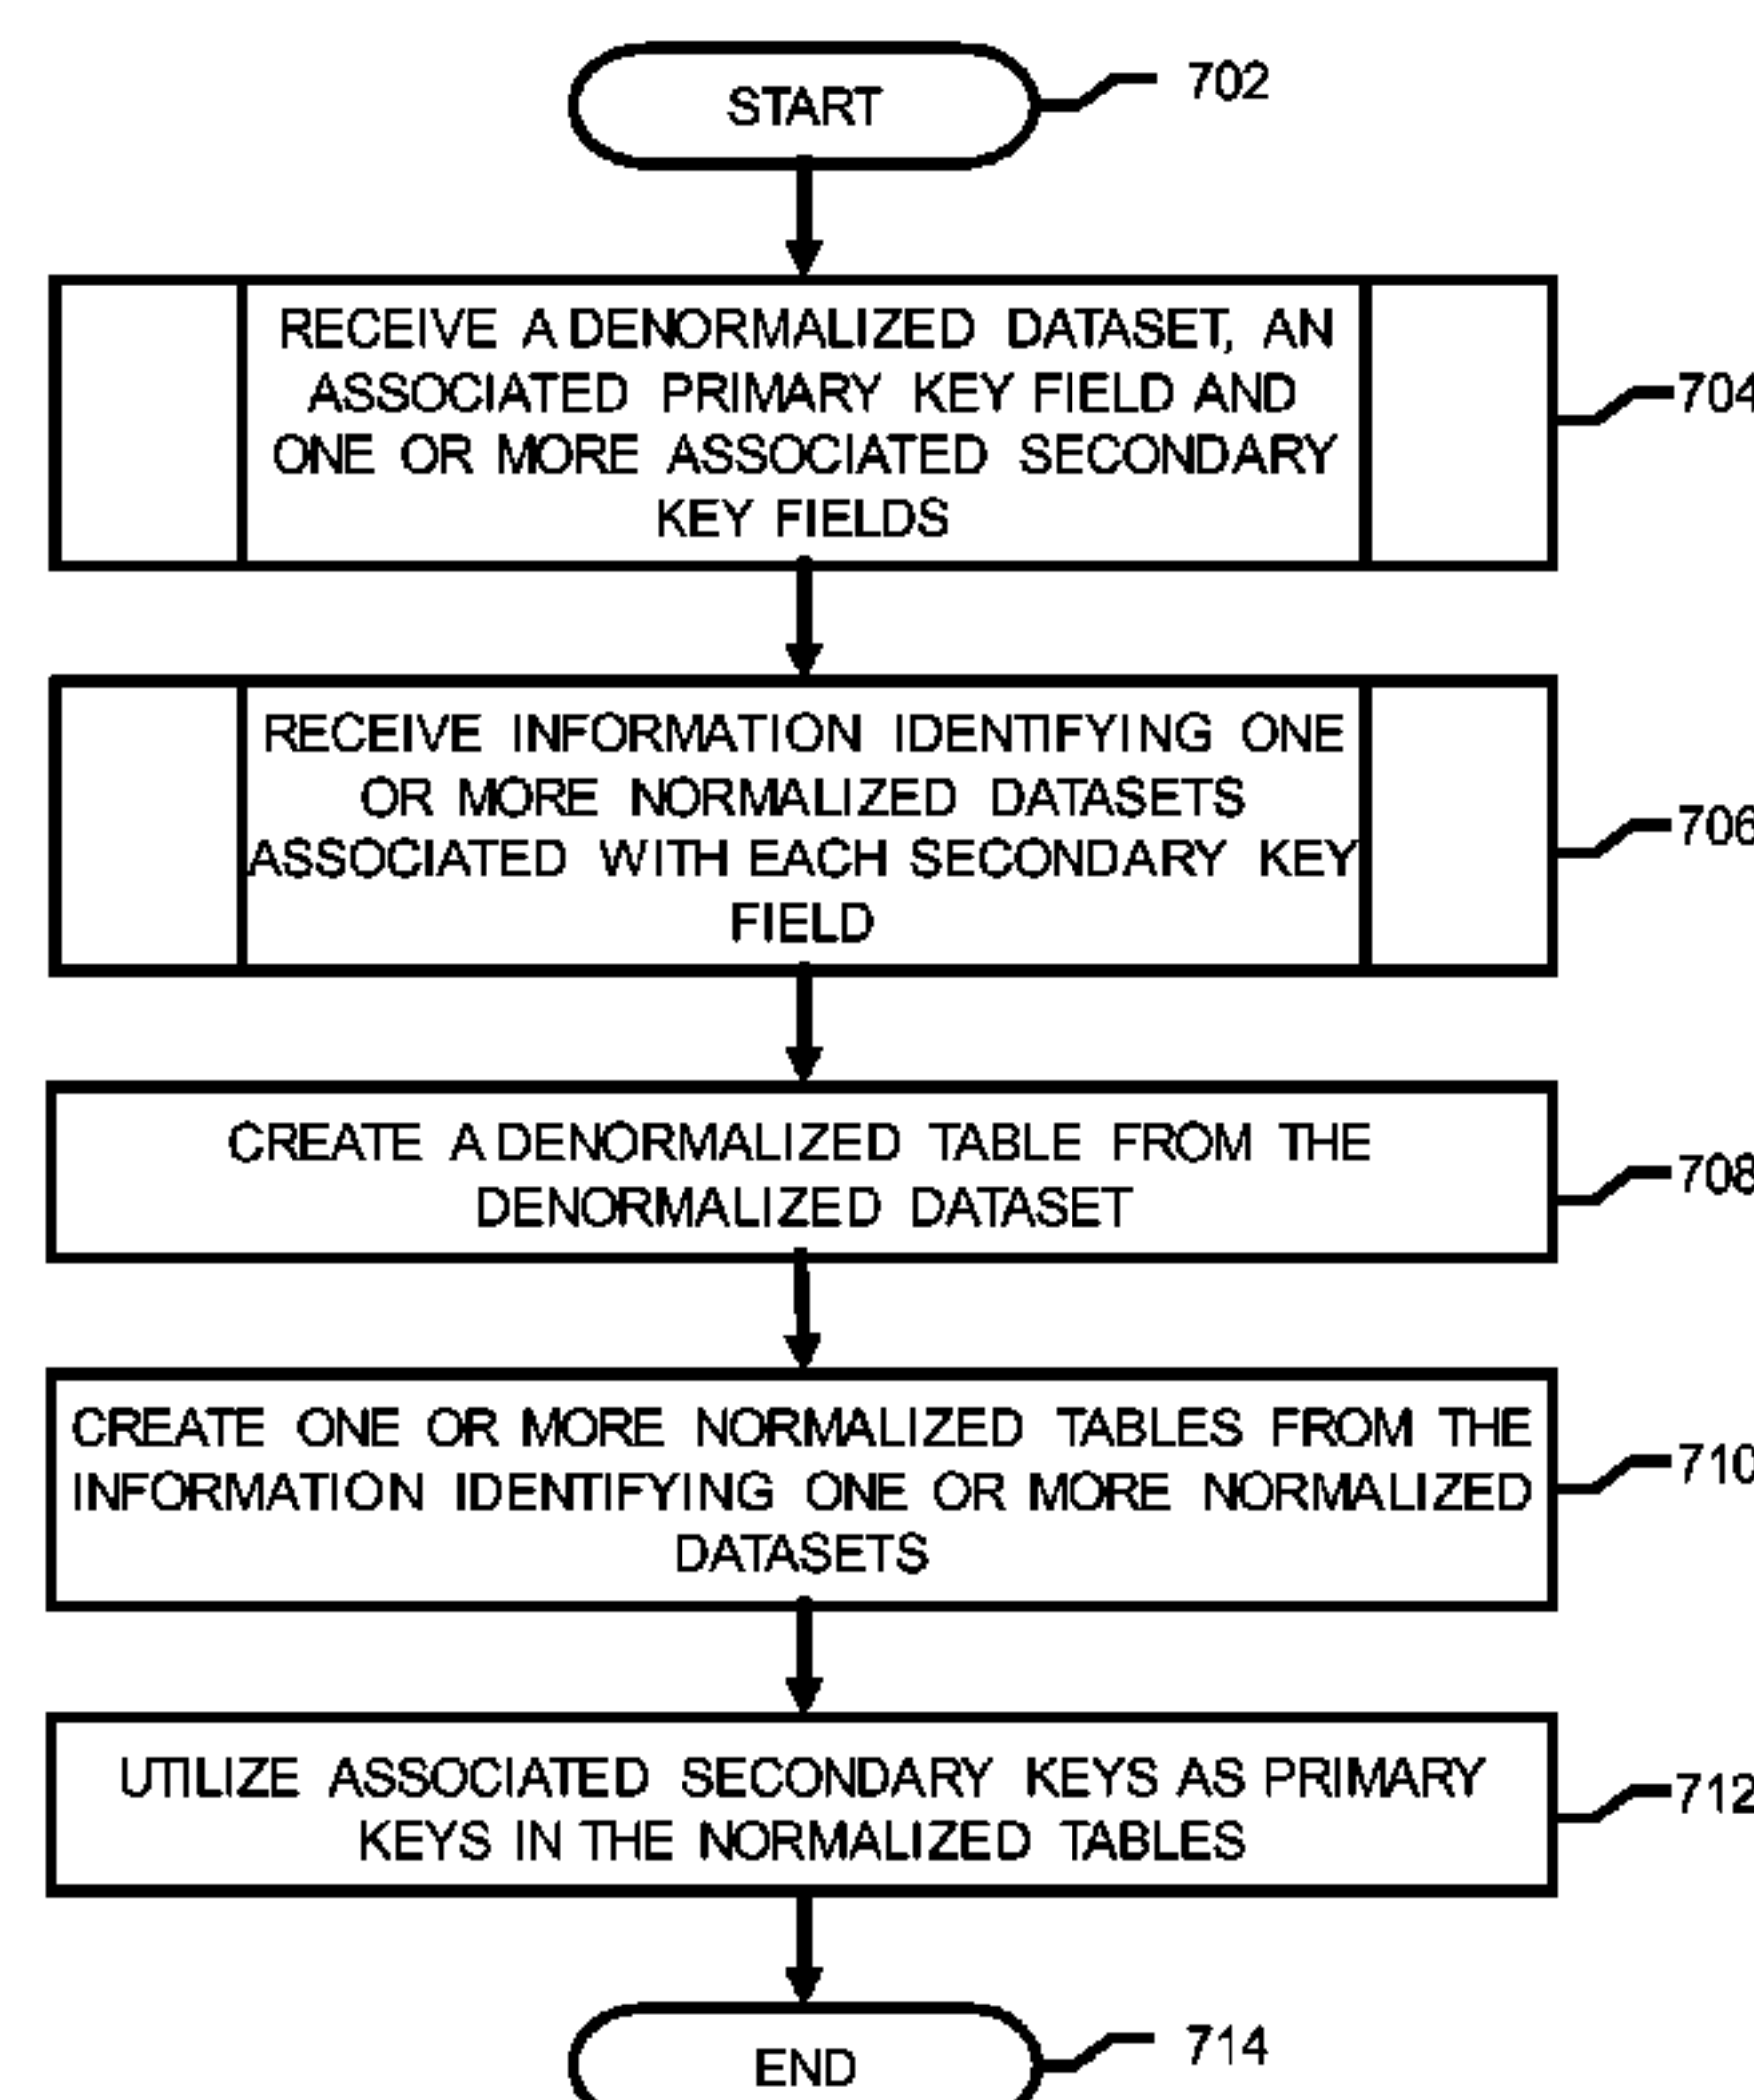 START
702
RECEIVE A DENORMALIZED DATASET, AN
ASSOCIATED PRIMARY KEY FIELD AND
ONE OR MORE ASSOCIATED SECONDARY
KEY FIELDS
704
RECEIVE INFORMATION IDENTIFYING ONE
OR MORE NORMALIZED DATASETS
ASSOCIATED WITH EACH SECONDARY KEY
FIELD
706
CREATE A DENORMALIZED TABLE FROM THE
DENORMALIZED DATASET
708
CREATE ONE OR MORE NORMALIZED TABLES FROM THE
INFORMATION IDENTIFYING ONE OR MORE NORMALIZED
DATASETS
710
UTILIZE ASSOCIATED SECONDARY KEYS AS PRIMARY
KEYS IN THE NORMALIZED TABLES
712
END
714